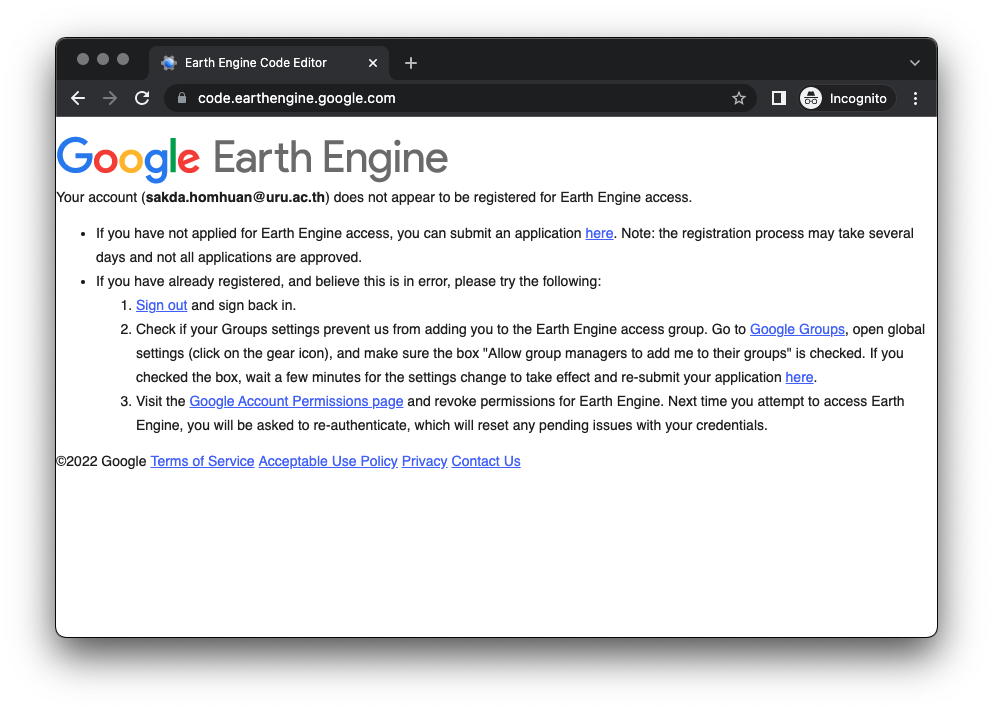 Earth Engine Code Editor
code.earthengine.google.com
Incognito
Google Earth Engine
Your account (sakda.homhuan@uru.ac.th) does not appear to be registered for Earth Engine access.
• If you have not applied for Earth Engine access, you can submit an application here. Note: the registration process may take several
days and not all applications are approved.
• If you have already registered, and believe this is in error, please try the following:
1. Sign out and sign back in.
2. Check if your Groups settings prevent us from adding you to the Earth Engine access group. Go to Google Groups, open global
settings (click on the gear icon), and make sure the box "Allow group managers to add me to their groups" is checked. If you
checked the box, wait a few minutes for the settings change to take effect and re-submit your application here.
3. Visit the Google Account Permissions page and revoke permissions for Earth Engine. Next time you attempt to access Earth
Engine, you will be asked to re-authenticate, which will reset any pending issues with your credentials.
©2022 Google Terms of Service Acceptable Use Policy Privacy Contact Us